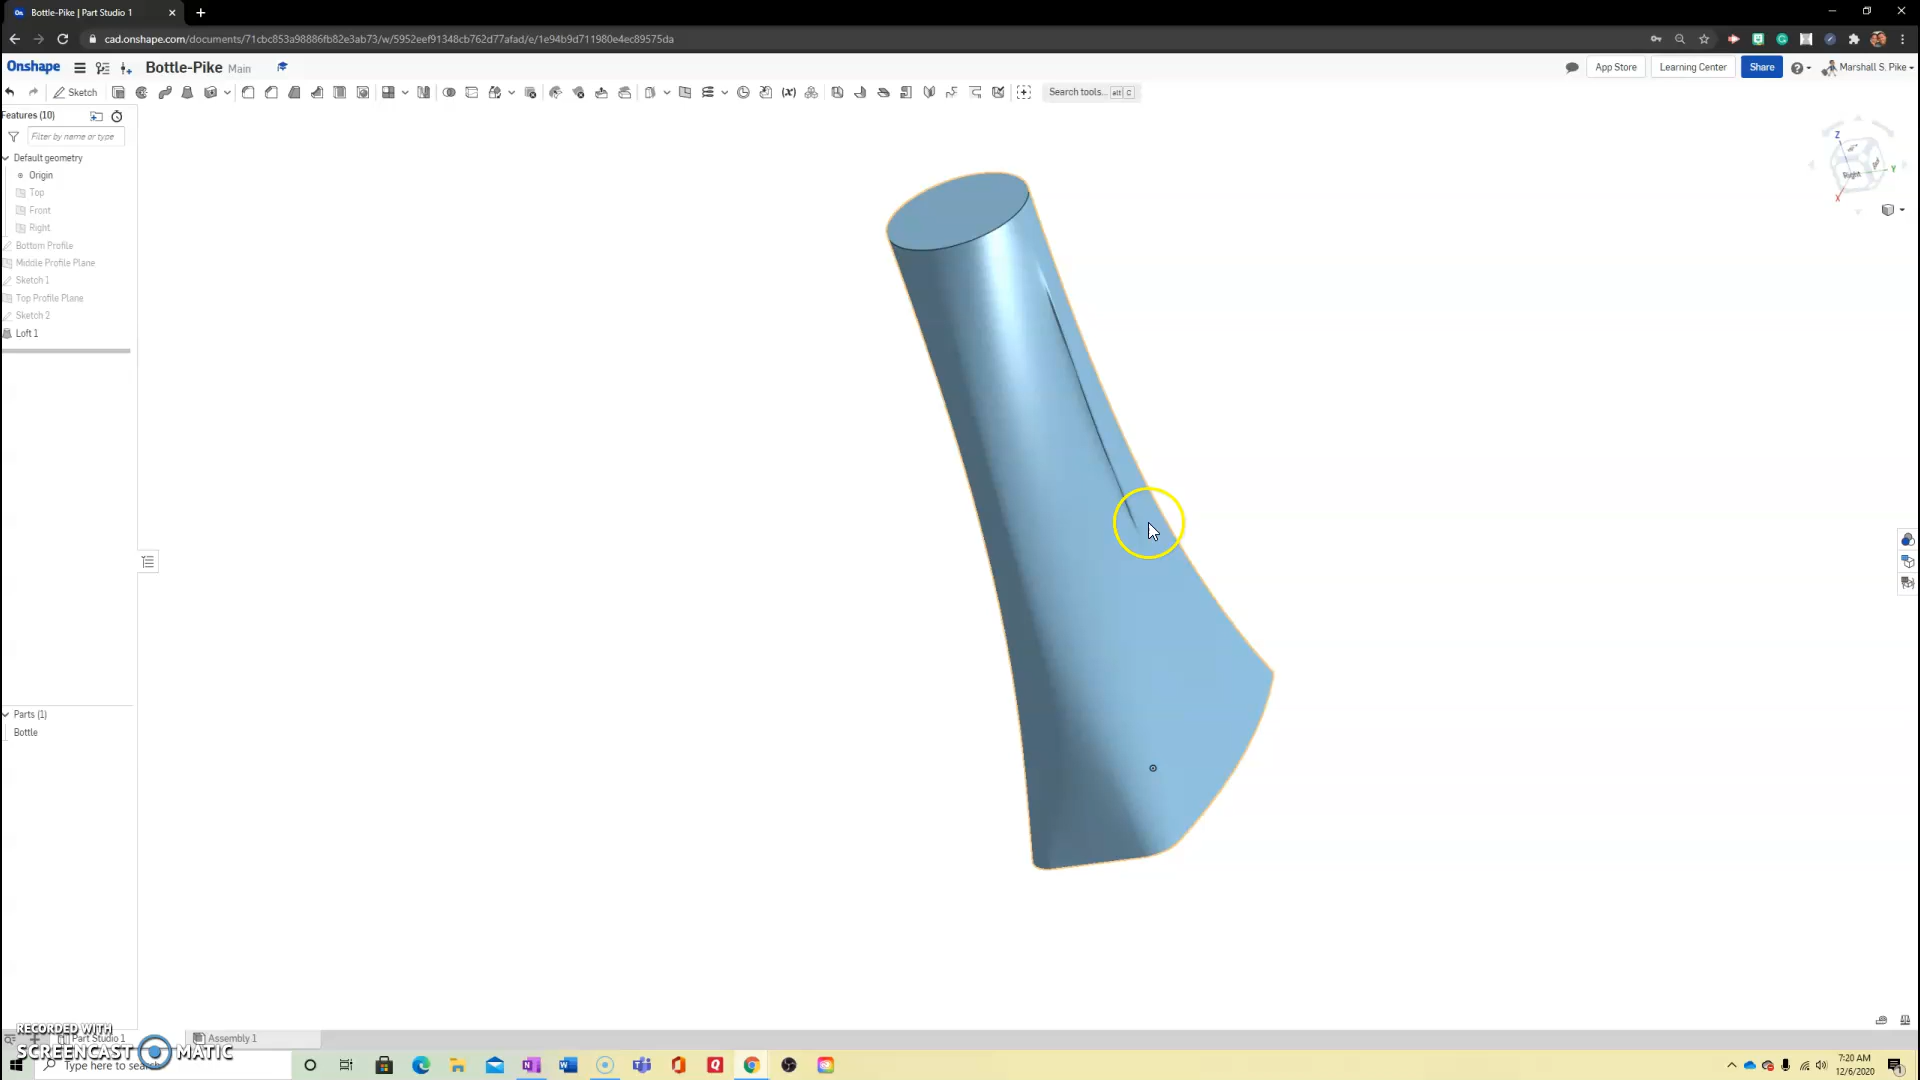 Bottle-Pike | Part Studio 1
cad.onshape.com/documents/71cbc853a98886fb82e3ab73/w/5952eef91348cb762d77afad/e/1e94b9d711980e4ec89575da
Onshape Bottle-Pike Main App Store Learning Center Share Marshall S. Pike
Sketch Search tools... alt C
Features (10)
Filter by name or type
Default geometry
Origin
Top
Front
Right
Bottom Profile
Middle Profile Plane
Sketch 1
Top Profile Plane
Sketch 2
Loft 1
Z
Right
Y
X
Parts (1)
Bottle
RECORDED WITH
Part Studio 1 Assembly 1
SCREENCAST MATIC
Type here to search
7:20 AM
12/6/2020